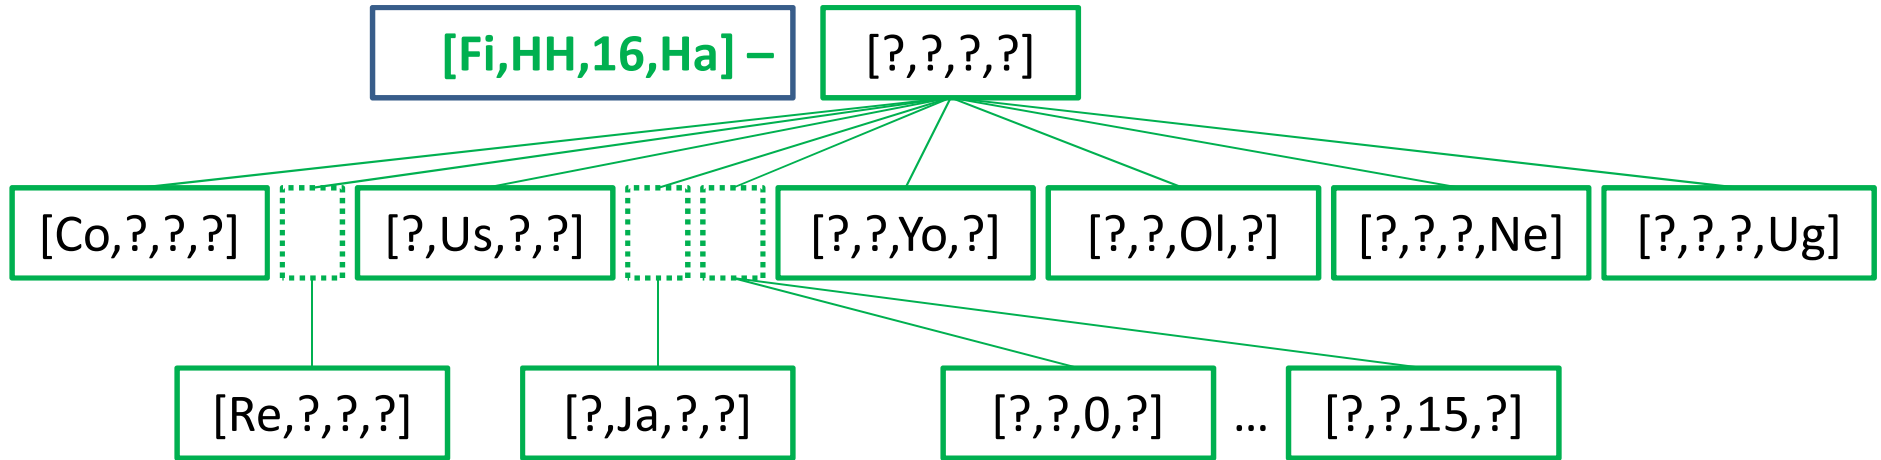 [Fi,HH,16,Ha] – [?,?,?,?]
[Co,?,?,?] [?,Us,?,?] [?,?,Yo,?] [?,?,Ol,?] [?,?,?,Ne] [?,?,?,Ug]
[Re,?,?,?] [?,Ja,?,?] [?,?,0,?] ... [?,?,15,?]